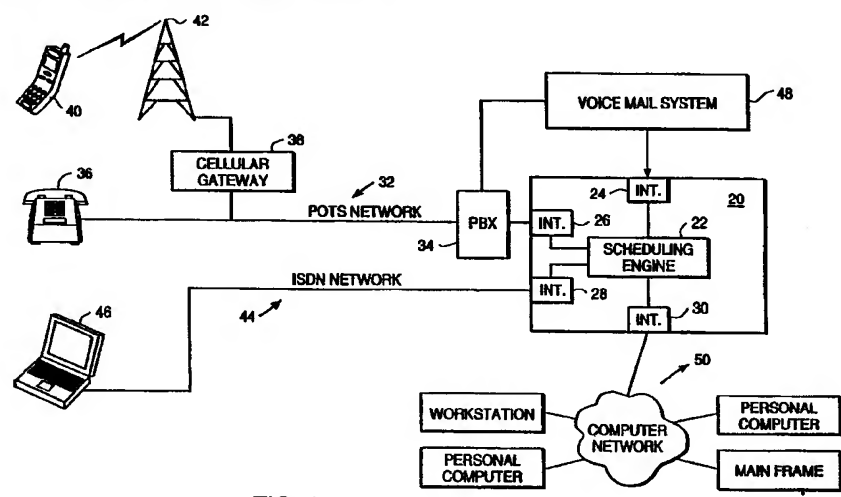 42
40
CELLULAR
GATEWAY
38
36
32
POTS NETWORK
PBX
34
VOICE MAIL SYSTEM
48
24
INT.
20
INT.
26
22
SCHEDULING
ENGINE
ISDN NETWORK
44
INT.
28
INT.
30
46
50
WORKSTATION
COMPUTER
NETWORK
PERSONAL
COMPUTER
PERSONAL
COMPUTER
MAIN FRAME